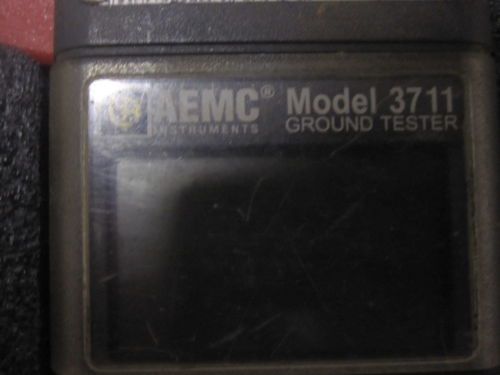 AEMC® Model 3711
INSTRUMENTS GROUND TESTER